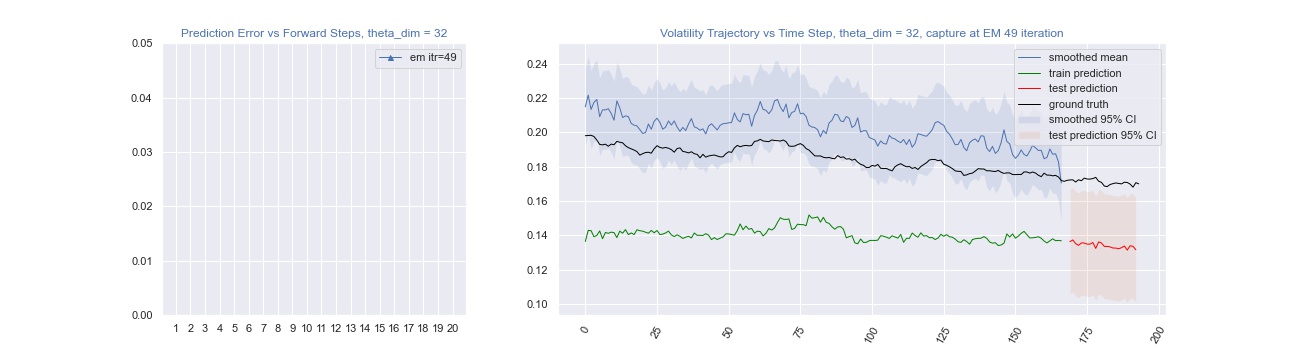 Prediction Error vs Forward Steps, theta_dim = 32
0.05
0.04
0.03
0.02
0.01
0.00
em itr=49
1 2 3 4 5 6 7 8 9 10 11 12 13 14 15 16 17 18 19 20
Volatility Trajectory vs Time Step, theta_dim = 32, capture at EM 49 iteration
0.24
0.22
0.20
0.18
0.16
0.14
0.12
0.10
smoothed mean
train prediction
test prediction
ground truth
smoothed 95% CI
test prediction 95% CI
0 25 50 75 100 125 150 175 200